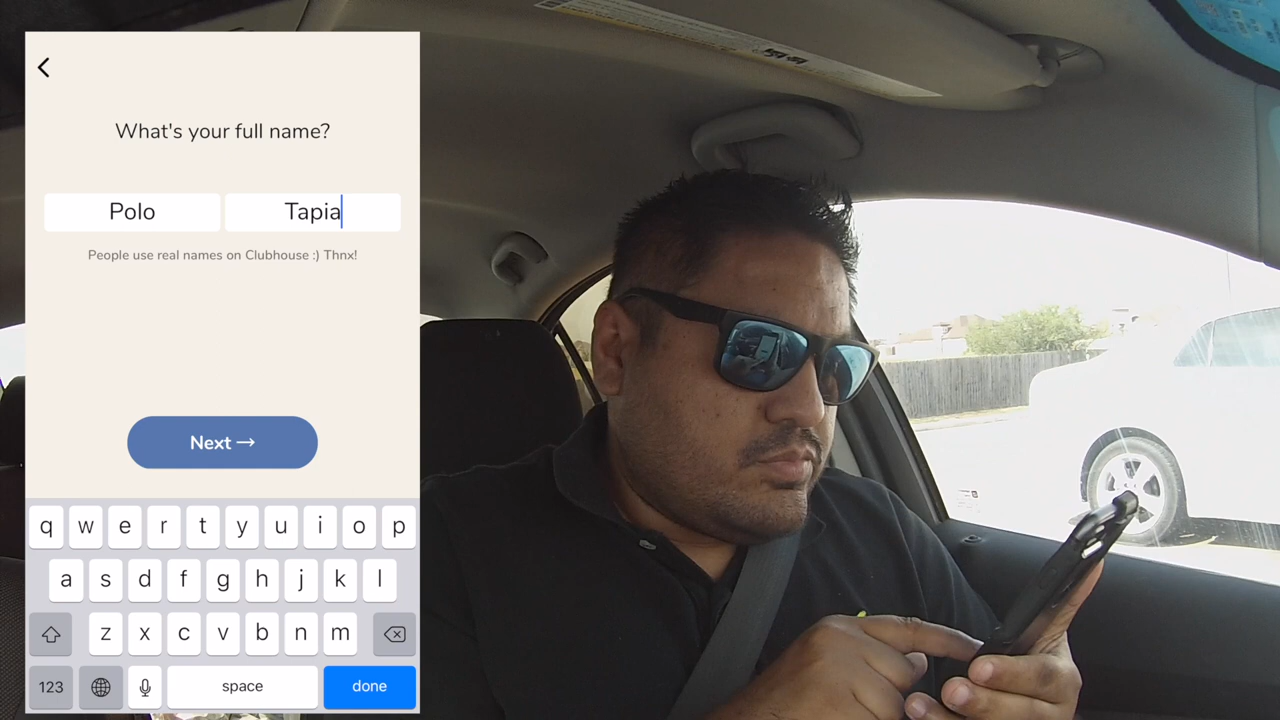 What's your full name?
Polo Tapia
People use real names on Clubhouse :) Thnx!
Next →
q w e r t y u i o p
a s d f g h j k l
z x c v b n m
123 space done